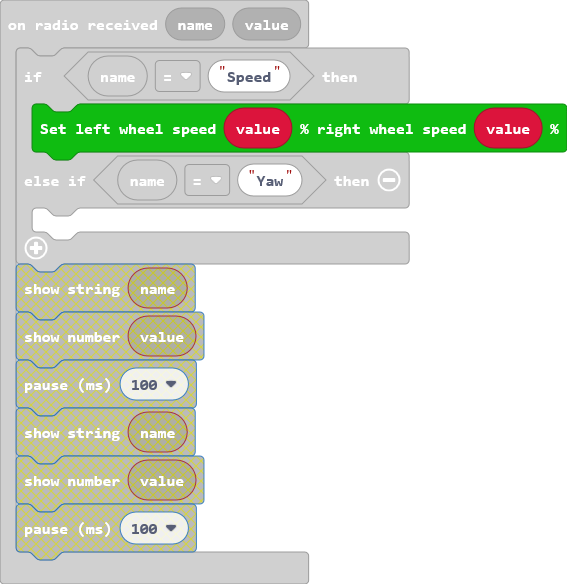 on radio received name value
if name = "Speed" then
Set left wheel speed value % right wheel speed value %
else if name = "Yaw" then
show string name
show number value
pause (ms) 100
show string name
show number value
pause (ms) 100